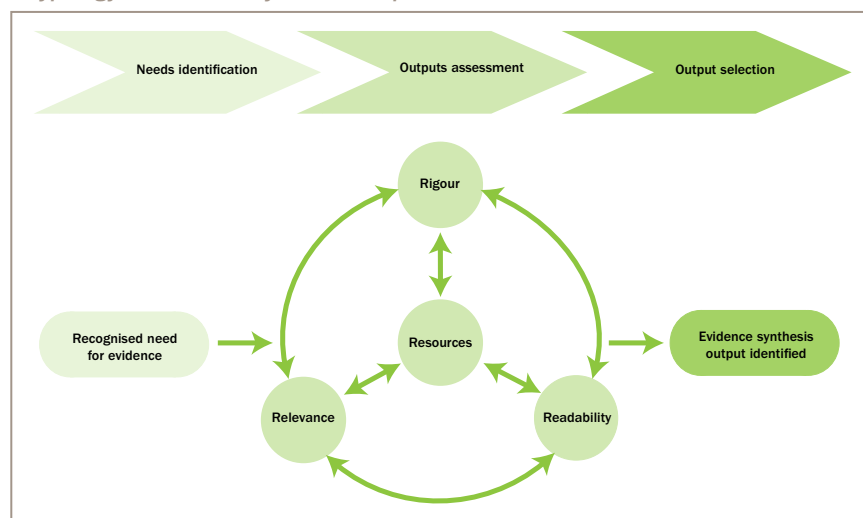 Needs identification
Outputs assessment
Output selection
Rigour
Recognised need
for evidence
Resources
Evidence synthesis
output identified
Relevance
Readability